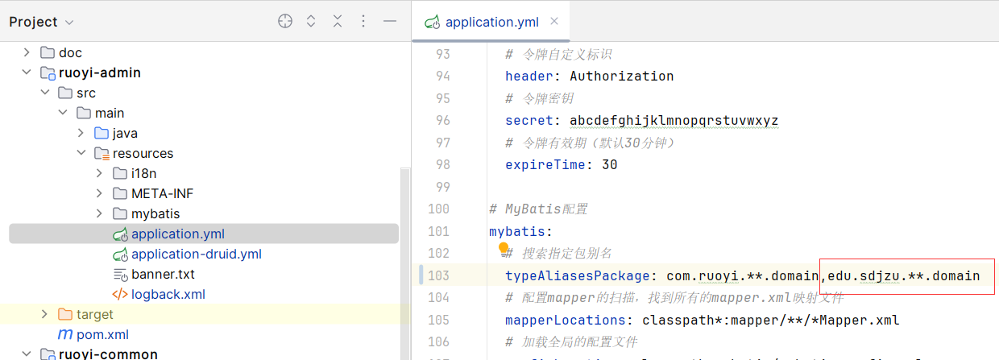 Project
doc
ruoyi-admin
src
main
java
resources
i18n
META-INF
mybatis
application.yml
application-druid.yml
banner.txt
logback.xml
target
pom.xml
ruoyi-common
application.yml
93 # 令牌自定义标识
94 header: Authorization
95 # 令牌密钥
96 secret: abcdefghijklmnopqrstuvwxyz
97 # 令牌有效期（默认30分钟）
98 expireTime: 30
99
100 # MyBatis配置
101 mybatis:
102 # 搜索指定包别名
103 typeAliasesPackage: com.ruoyi.**.domain,edu.sdjzu.**.domain
104 # 配置mapper的扫描，找到所有的mapper.xml映射文件
105 mapperLocations: classpath*:mapper/**/*Mapper.xml
106 # 加载全局的配置文件